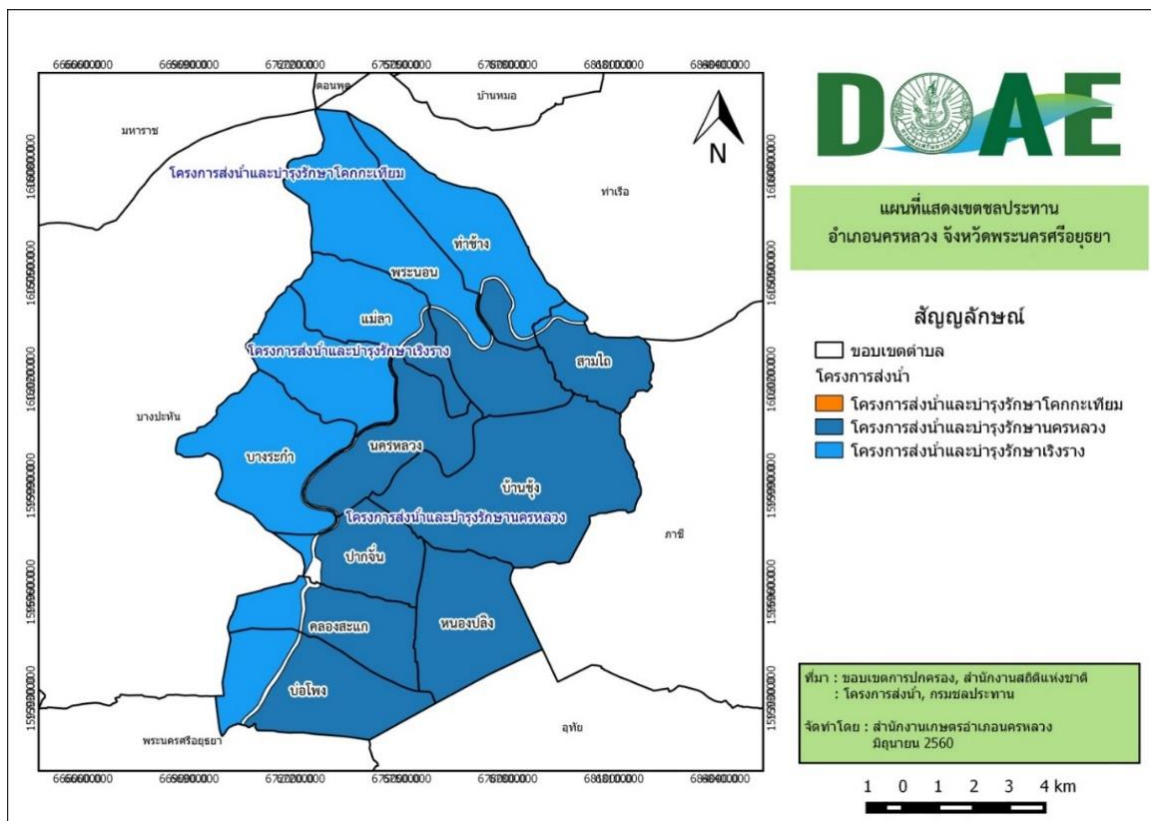 ดอนพุด
บ้านหมอ
มหาราช
N
โครงการส่งน้ำและบำรุงรักษาโคกกะเทียม
ท่าเรือ
ท่าช้าง
พระนอน
แม่ลา
โครงการส่งน้ำและบำรุงรักษาเริงราง
สามไถ
บางปะหัน
นครหลวง
บางระกำ
บ้านชุ้ง
โครงการส่งน้ำและบำรุงรักษานครหลวง
ภาชี
ปากจั่น
คลองสะแก
หนองปลิง
บ่อโพง
พระนครศรีอยุธยา
อุทัย
DOAE
แผนที่แสดงเขตชลประทาน
อำเภอนครหลวง จังหวัดพระนครศรีอยุธยา
สัญญลักษณ์
ขอบเขตตำบล
โครงการส่งน้ำ
โครงการส่งน้ำและบำรุงรักษาโคกกะเทียม
โครงการส่งน้ำและบำรุงรักษานครหลวง
โครงการส่งน้ำและบำรุงรักษาเริงราง
ที่มา : ขอบเขตการปกครอง, สำนักงานสถิติแห่งชาติ
: โครงการส่งน้ำ, กรมชลประทาน
จัดทำโดย : สำนักงานเกษตรอำเภอนครหลวง
มิถุนายน 2560
1 0 1 2 3 4 km